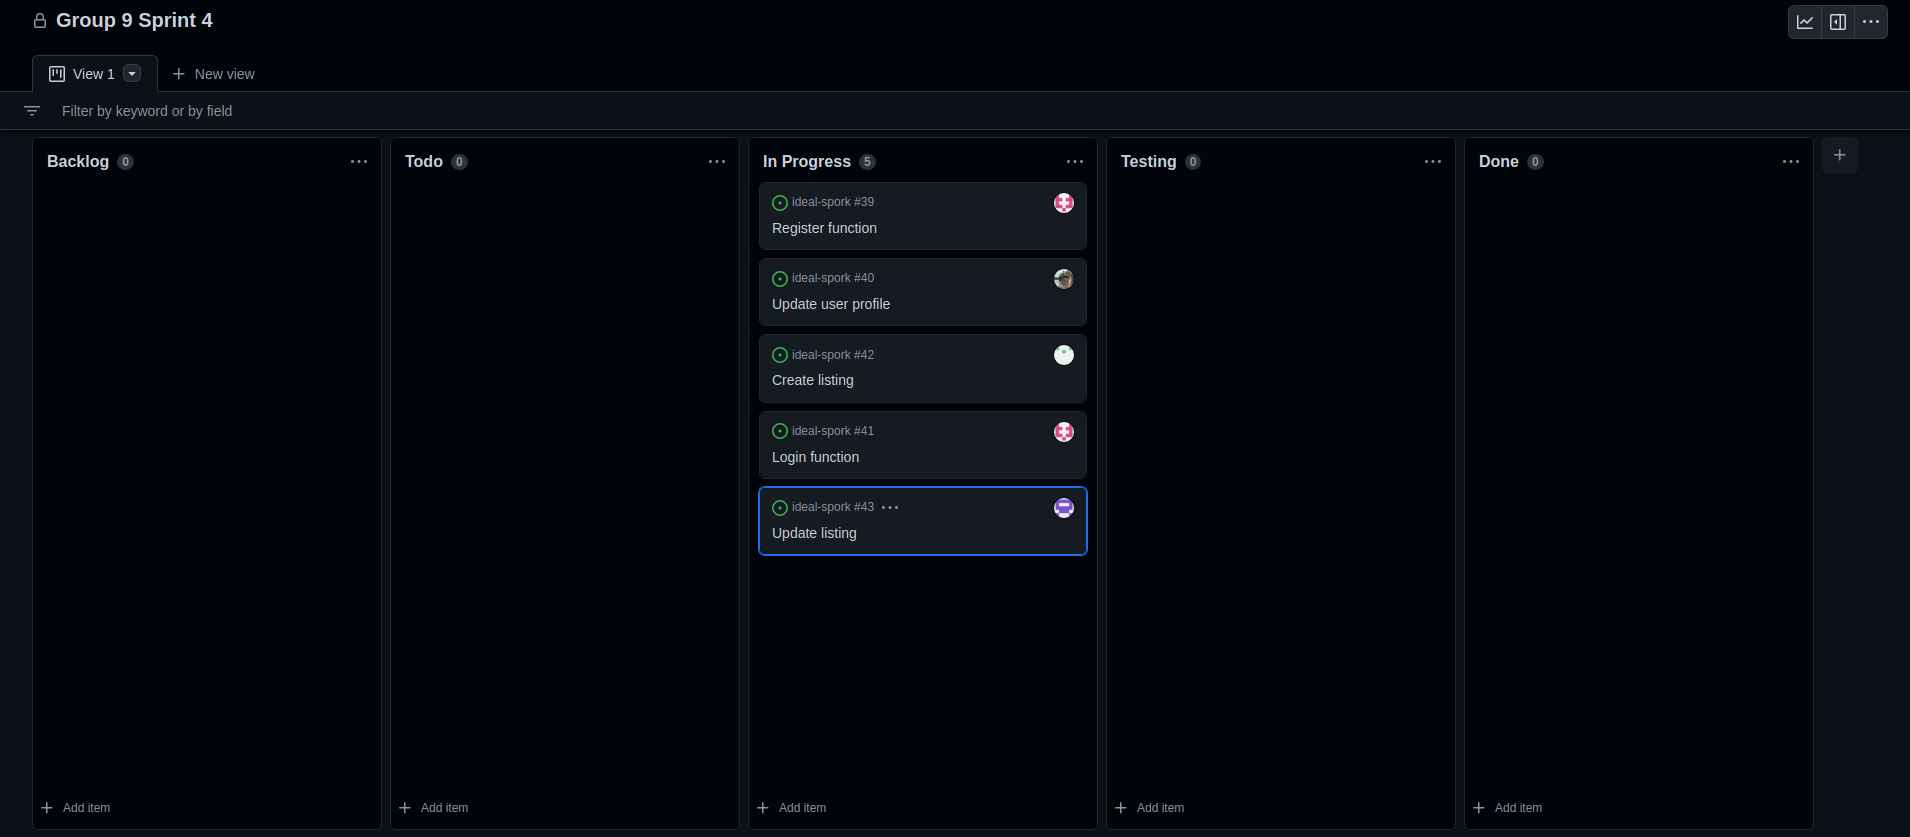 Group 9 Sprint 4
View 1
New view
Filter by keyword or by field
Backlog 0
Todo 0
In Progress 5
Testing 0
Done 0
ideal-spork #39
Register function
ideal-spork #40
Update user profile
ideal-spork #42
Create listing
ideal-spork #41
Login function
ideal-spork #43
Update listing
Add item
Add item
Add item
Add item
Add item